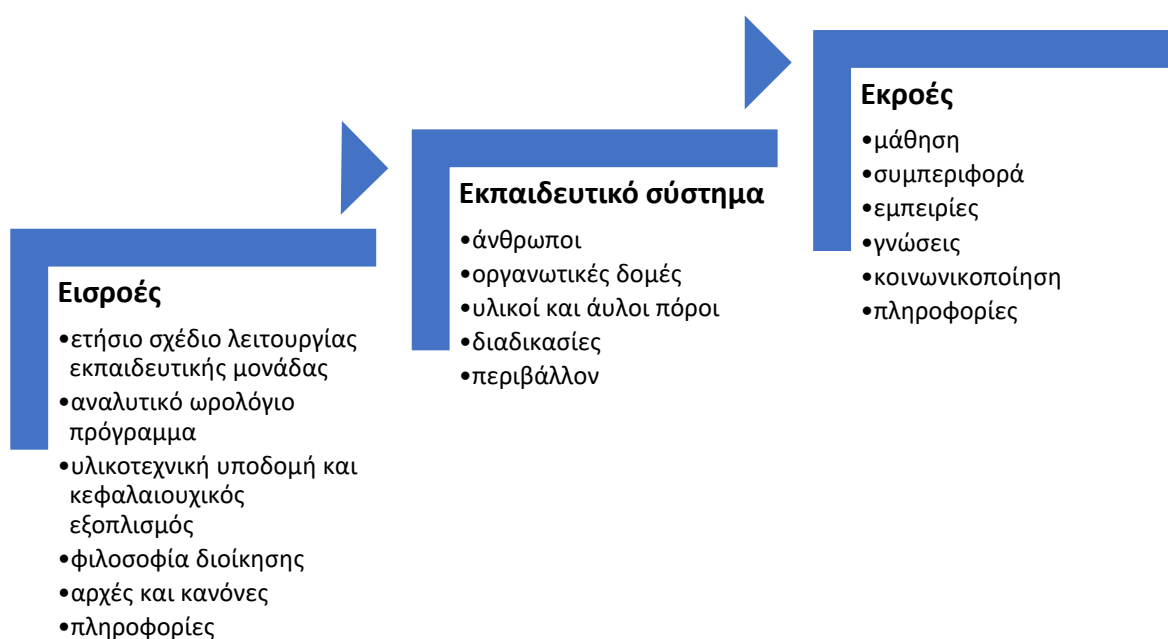 Εισροές
•ετήσιο σχέδιο λειτουργίας
εκπαιδευτικής μονάδας
•αναλυτικό ωρολόγιο
πρόγραμμα
•υλικοτεχνική υποδομή και
κεφαλαιουχικός
εξοπλισμός
•φιλοσοφία διοίκησης
•αρχές και κανόνες
•πληροφορίες
Εκπαιδευτικό σύστημα
•άνθρωποι
•οργανωτικές δομές
•υλικοί και άυλοι πόροι
•διαδικασίες
•περιβάλλον
Εκροές
•μάθηση
•συμπεριφορά
•εμπειρίες
•γνώσεις
•κοινωνικοποίηση
•πληροφορίες